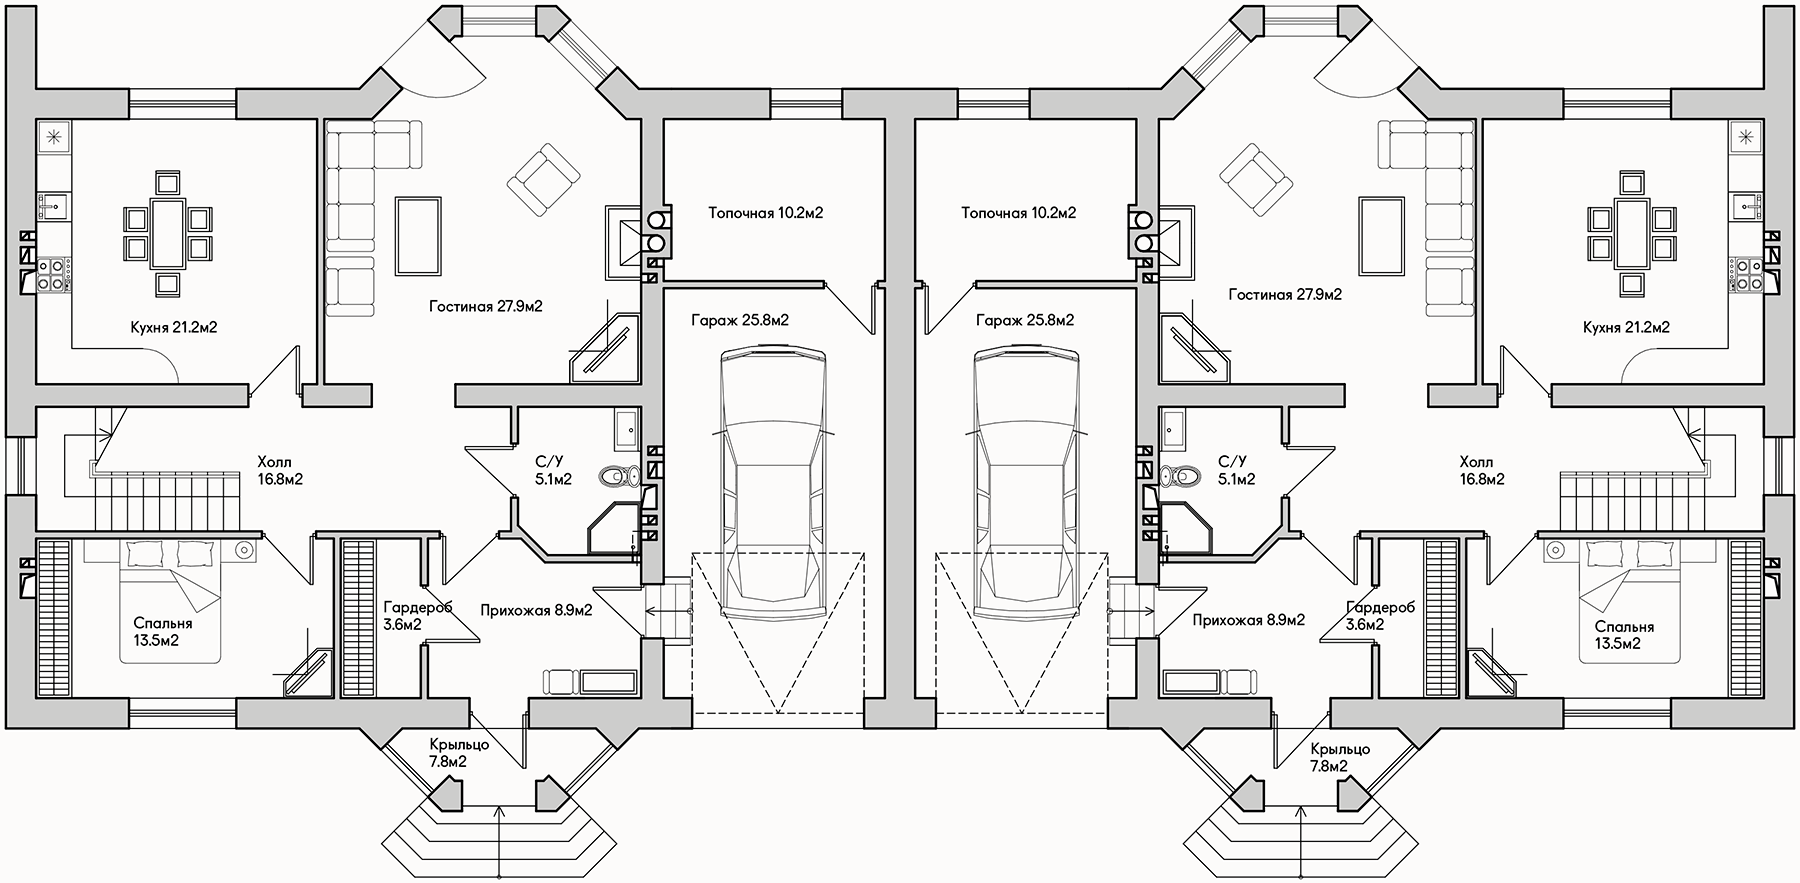 Топочная 10.2м2
Топочная 10.2м2
Гостиная 27.9м2
Гостиная 27.9м2
Кухня 21.2м2
Гараж 25.8м2
Гараж 25.8м2
Кухня 21.2м2
Холл
16.8м2
С/У
5.1м2
С/У
5.1м2
Холл
16.8м2
Спальня
13.5м2
Гардероб
3.6м2
Прихожая 8.9м2
Прихожая 8.9м2
Гардероб
3.6м2
Спальня
13.5м2
Крыльцо
7.8м2
Крыльцо
7.8м2